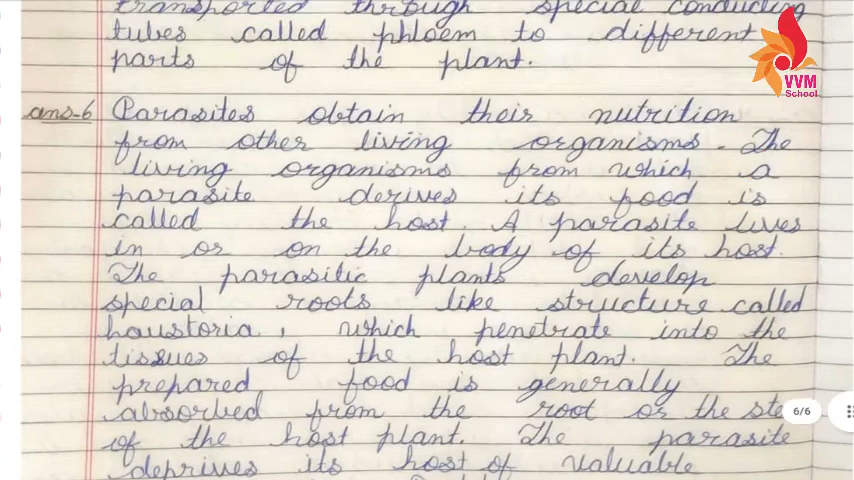 transported through special conducting
tubes called phloem to different
parts of the plant.
VVM
School
ans-6 Parasites obtain their nutrition
from other living organisms. The
living organisms from which a
parasite derives its food is
called the host. A parasite lives
in or on the body of its host.
The parasitic plants develop
special roots like structure called
haustoria, which penetrate into the
tissues of the host plant. The
prepared food is generally
absorbed from the root or the ste
6/6
of the host plant. The parasite
deprives its host of valuable